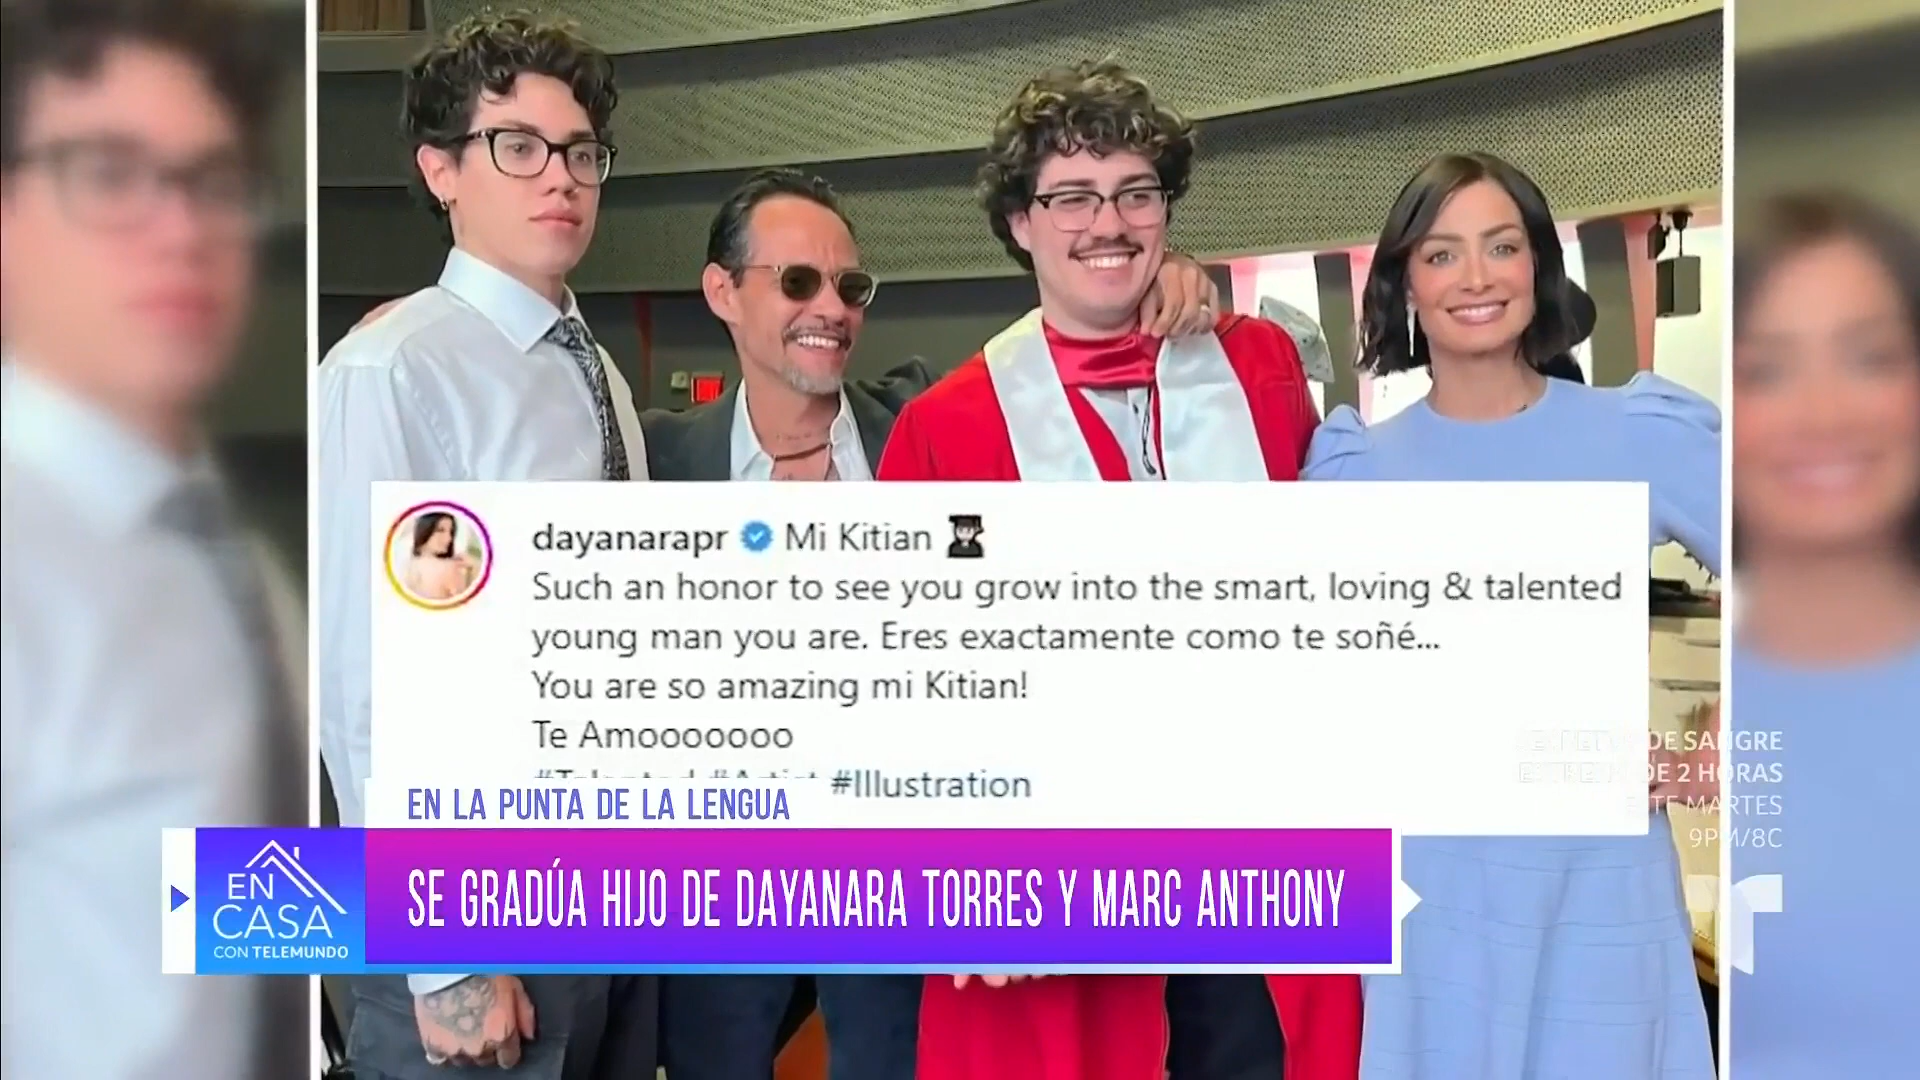 dayanarapr Mi Kitian
Such an honor to see you grow into the smart, loving & talented
young man you are. Eres exactamente como te soñé...
You are so amazing mi Kitian!
Te Amooooooo
#Illustration
EN LA PUNTA DE LA LENGUA
SE GRADÚA HIJO DE DAYANARA TORRES Y MARC ANTHONY
EN
CASA
CON TELEMUNDO
DE SANGRE
DE 2 HORAS
ESTE MARTES
9PM/8C